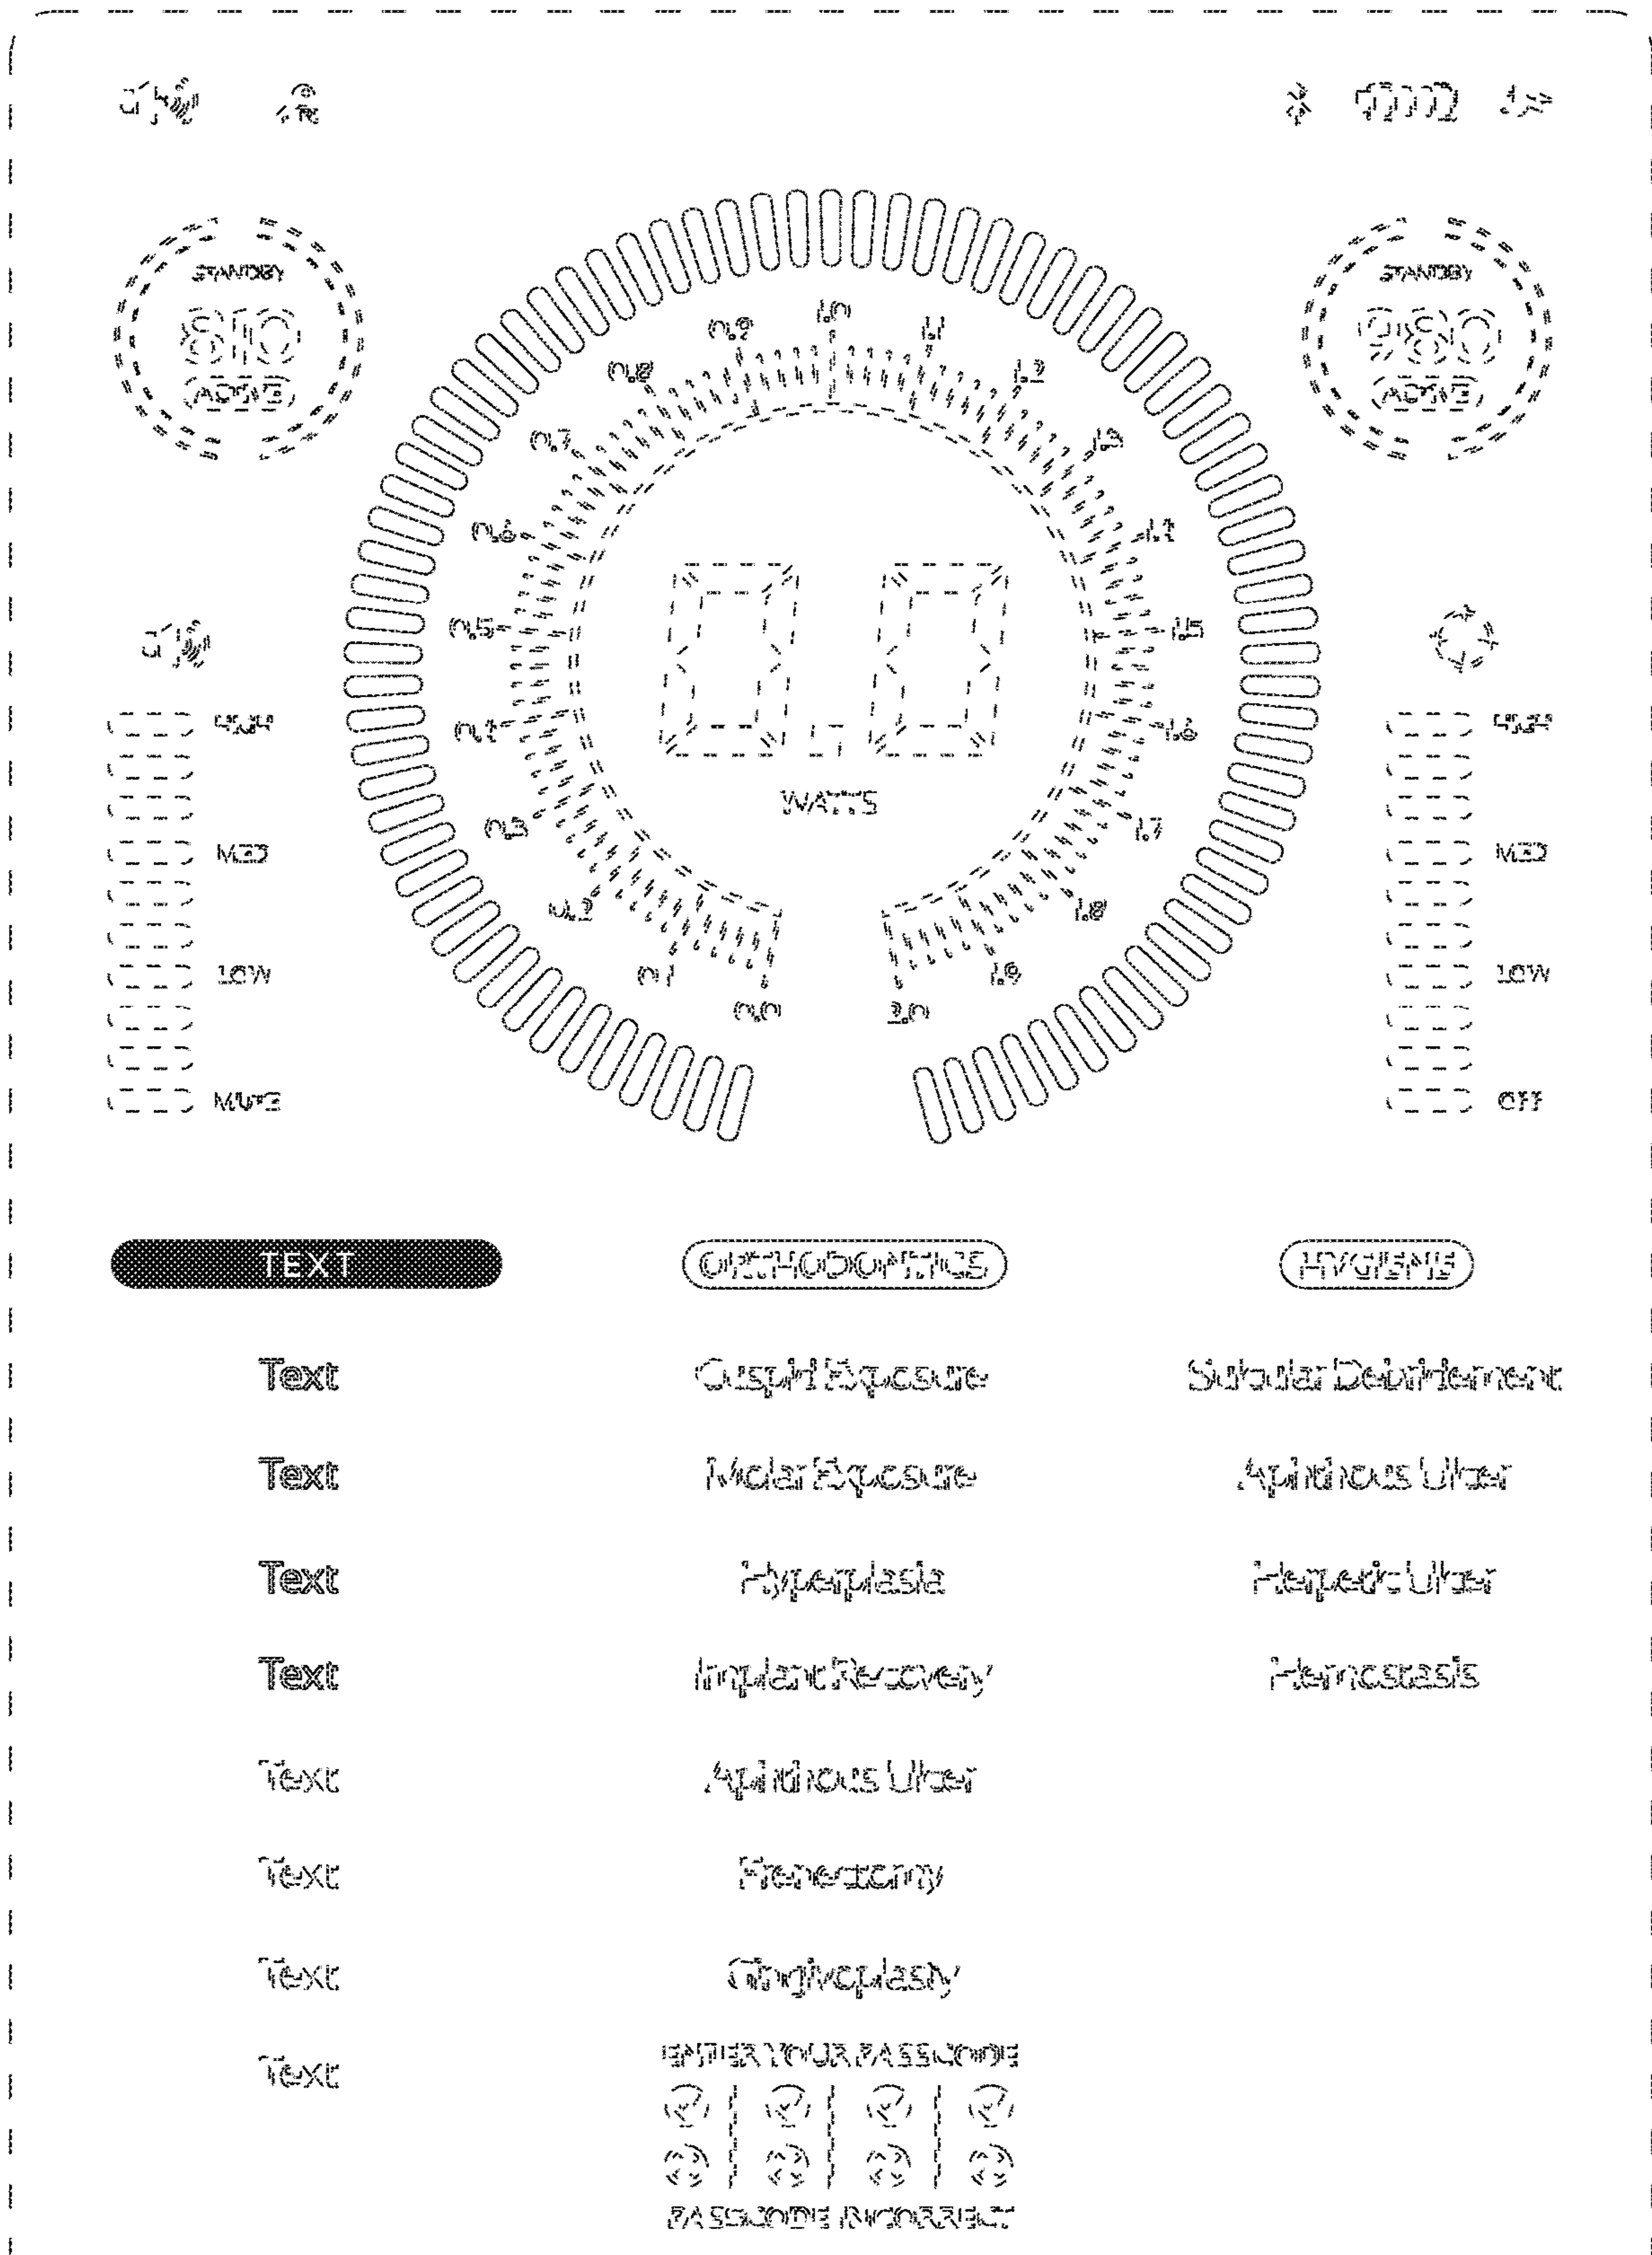 STANDBY STANDBY
810 980
ACTIVE ACTIVE
1.0
0.9 1.1
0.8 1.2
0.7 1.3
0.6 1.4
0.5 1.5
0.4 1.6
0.3 1.7
0.2 1.8
0.1 1.9
0.0 2.0
0.0
WATTS
HIGH HIGH
MED MED
LOW LOW
MUTE OFF
TEXT ORTHODONTICS HYGIENE
Text Cuspid Exposure Sulcular Debridement
Text Molar Exposure Aphthous Ulcer
Text Hyperplasia Herpetic Ulcer
Text Implant Recovery Hemostasis
Text Aphthous Ulcer
Text Frenectomy
Text Gingivoplasty
Text
ENTER YOUR PASSCODE
PASSCODE INCORRECT